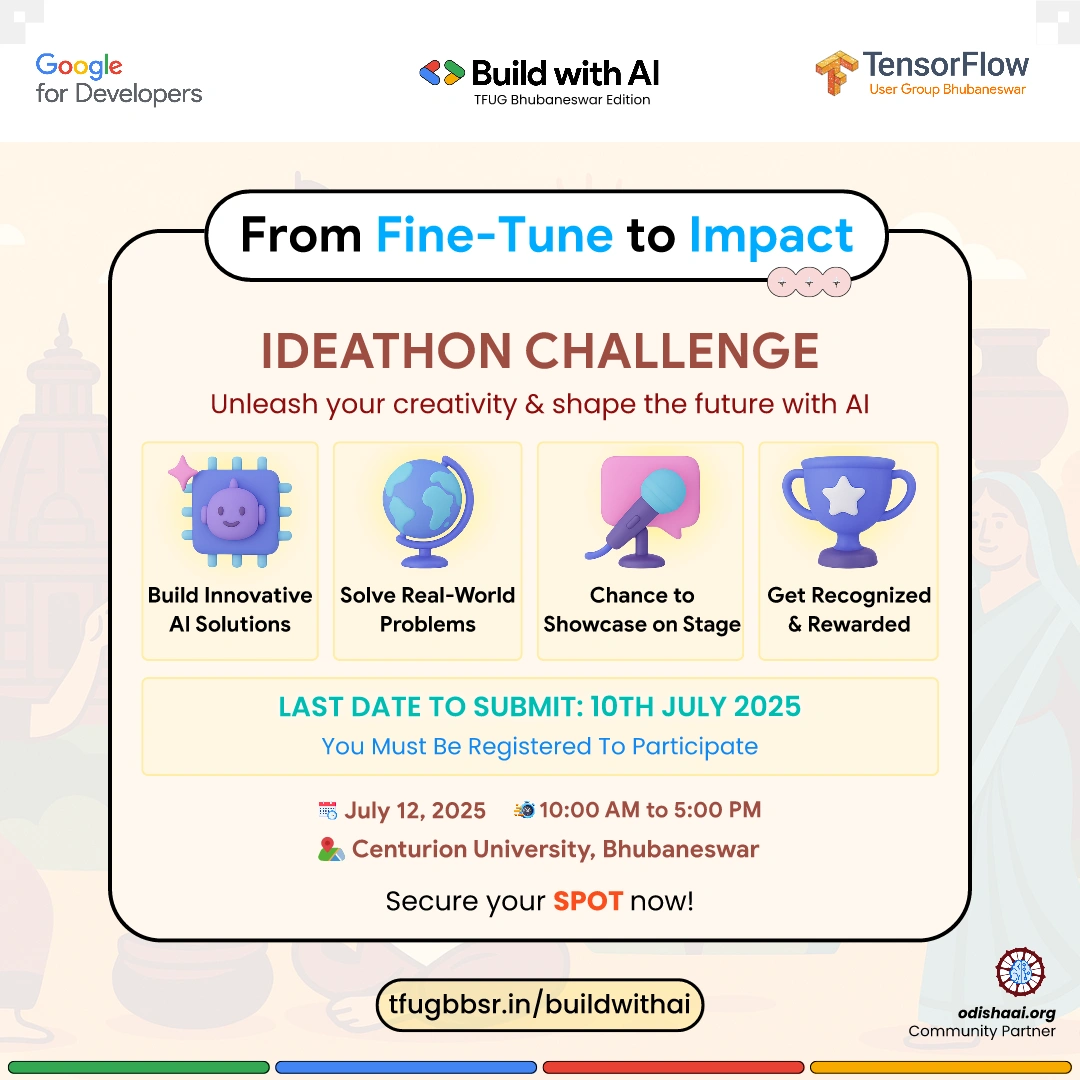 Google
for Developers
Build with AI
TFUG Bhubaneswar Edition
TensorFlow
User Group Bhubaneswar
From Fine-Tune to Impact
IDEATHON CHALLENGE
Unleash your creativity & shape the future with AI
Build Innovative
AI Solutions
Solve Real-World
Problems
Chance to
Showcase on Stage
Get Recognized
& Rewarded
LAST DATE TO SUBMIT: 10TH JULY 2025
You Must Be Registered To Participate
July 12, 2025 10:00 AM to 5:00 PM
Centurion University, Bhubaneswar
Secure your SPOT now!
tfugbbsr.in/buildwithai
odishaai.org
Community Partner